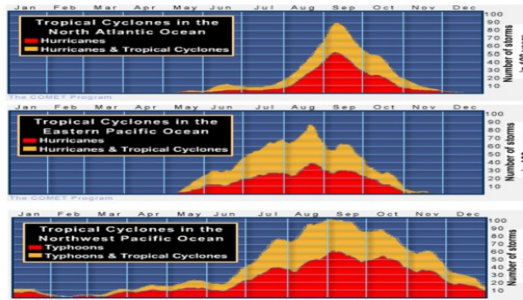 Jan Feb Mar Apr May Jun Jul Aug Sep Oct Nov Dec
Tropical Cyclones in the
North Atlantic Ocean
Hurricanes
Hurricanes & Tropical Cyclones
100
90
80
70
60
50
40
30
20
10
Number of storms
The COMET Program
Jan Feb Mar Apr May Jun Jul Aug Sep Oct Nov Dec
Tropical Cyclones in the
Eastern Pacific Ocean
Hurricanes
Hurricanes & Tropical Cyclones
100
90
80
70
60
50
40
30
20
10
Number of storms
The COMET Program
Jan Feb Mar Apr May Jun Jul Aug Sep Oct Nov Dec
Tropical Cyclones in the
Northwest Pacific Ocean
Typhoons
Typhoons & Tropical Cyclones
100
90
80
70
60
50
40
30
20
10
Number of storms